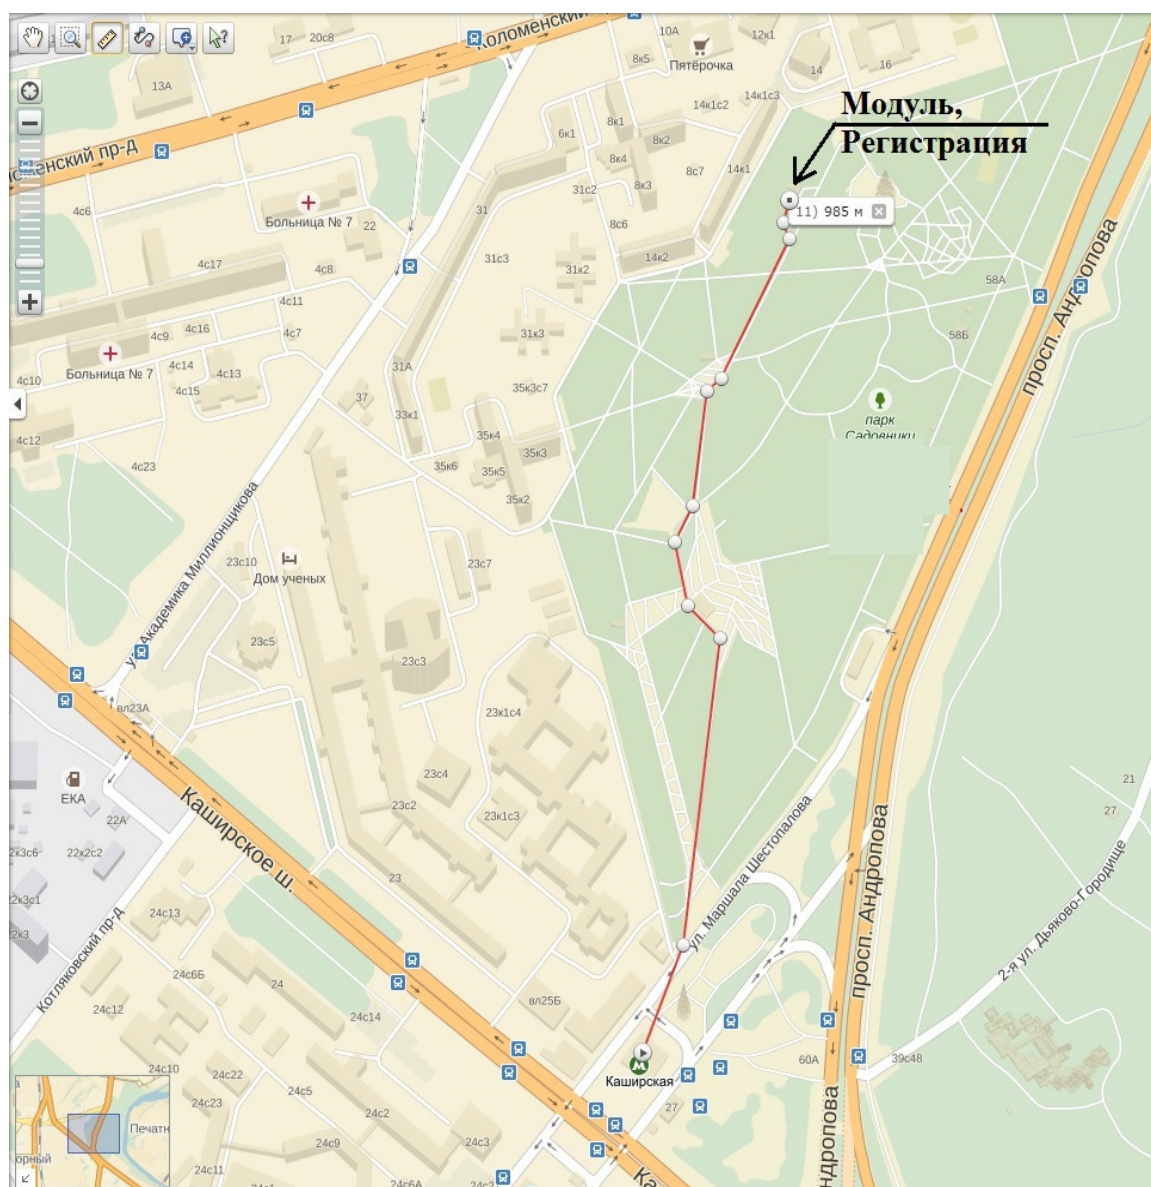 Коломенский
17
20с8
10А
12к1
8к5
Пятёрочка
16
14
13А
14к1с2
14к1с3
Модуль,
Регистрация
8к1
6к1
8к2
8к4
14к1
8с7
8к3
31с2
4с6
Больница № 7
22
31
11) 985 м
8с6
31с3
14к2
4с17
4с8
31к2
58А
4с11
4с16
4с7
31к3
58Б
4с9
просп. Андропова
Больница № 7
4с14
4с13
31А
4с10
4с15
35к3с7
37
33к1
парк
Садовники
4с12
35к4
35к3
4с23
35к6
35к5
35к2
ул. Академика Миллионщикова
23с10
Дом ученых
23с7
23с5
23с3
вл23А
23к1с4
ЕКА
23с4
21
22А
23с2
23к1с3
27
Каширское ш.
22к2с2
просп. Андропова
ул. Маршала Шестопалова
23
2-я ул. Дьяково-Городище
24с13
Котляковский пр-д
24с6Б
24
вл25Б
24с12
24с14
60А
39с48
24с10
24с22
Каширская
24с5
24с23
24с2
27
Печатн
24с9
24с3
24с11
24с6А